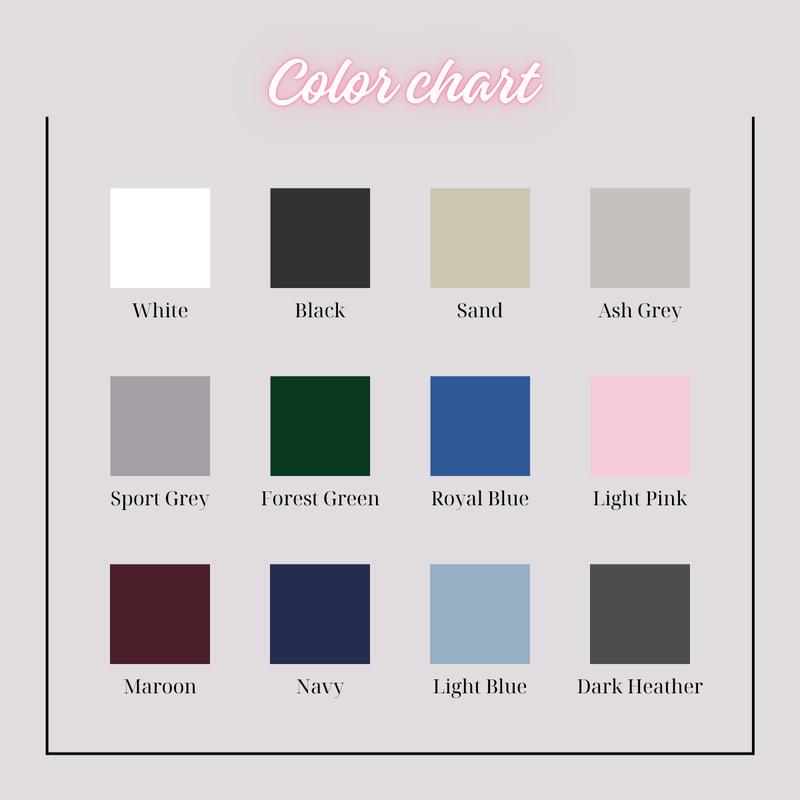 Color chart
White
Black
Sand
Ash Grey
Sport Grey
Forest Green
Royal Blue
Light Pink
Maroon
Navy
Light Blue
Dark Heather